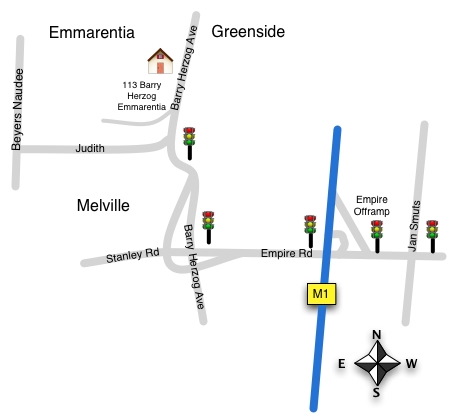 Emmarentia
Greenside
Barry Herzog Ave
Beyers Naudee
113 Barry
Herzog
Emmarentia
Judith
Melville
Empire
Offramp
Jan Smuts
Barry Herzog Ave
Stanley Rd
Empire Rd
M1
N
E
W
S